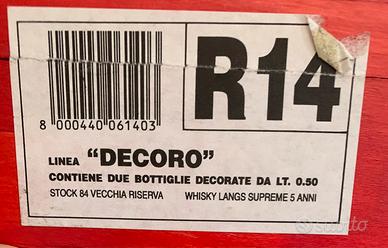 R14
8 000440 061403
LINEA “DECORO”
CONTIENE DUE BOTTIGLIE DECORATE DA LT. 0.50
STOCK 84 VECCHIA RISERVA WHISKY LANGS SUPREME 5 ANNI
subito